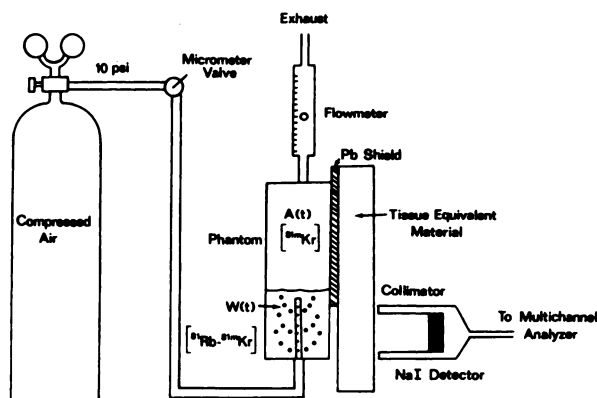 Exhaust
10 psi
Micrometer
Valve
Flowmeter
Pb Shield
Compressed
Air
A(t)
[81mKr]
Phantom
Tissue Equivalent
Material
W(t)
[81Rb-81mKr]
Collimator
To Multichannel
Analyzer
NaI Detector